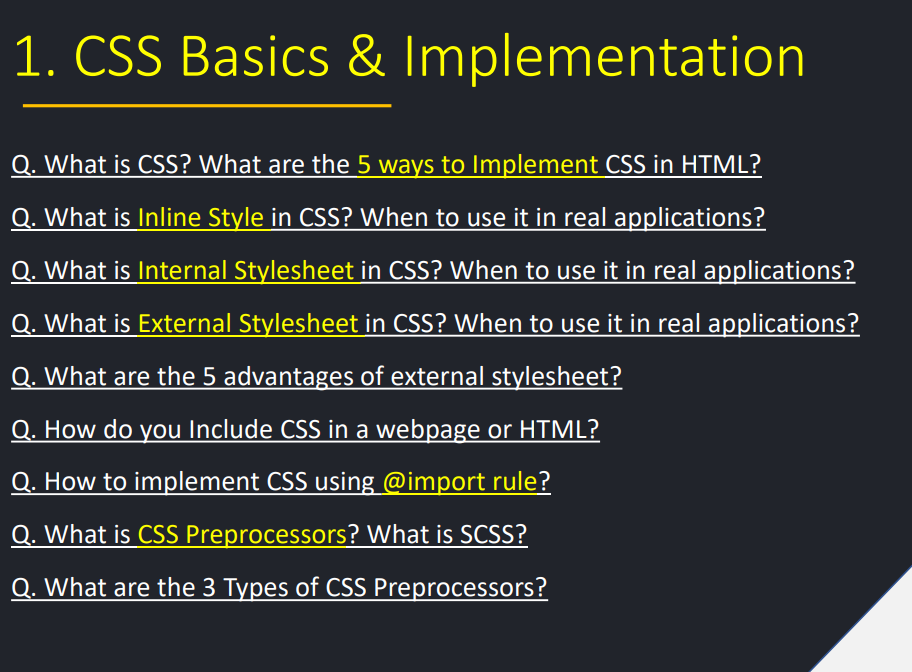 1. CSS Basics & Implementation
Q. What is CSS? What are the 5 ways to Implement CSS in HTML?
Q. What is Inline Style in CSS? When to use it in real applications?
Q. What is Internal Stylesheet in CSS? When to use it in real applications?
Q. What is External Stylesheet in CSS? When to use it in real applications?
Q. What are the 5 advantages of external stylesheet?
Q. How do you Include CSS in a webpage or HTML?
Q. How to implement CSS using @import rule?
Q. What is CSS Preprocessors? What is SCSS?
Q. What are the 3 Types of CSS Preprocessors?